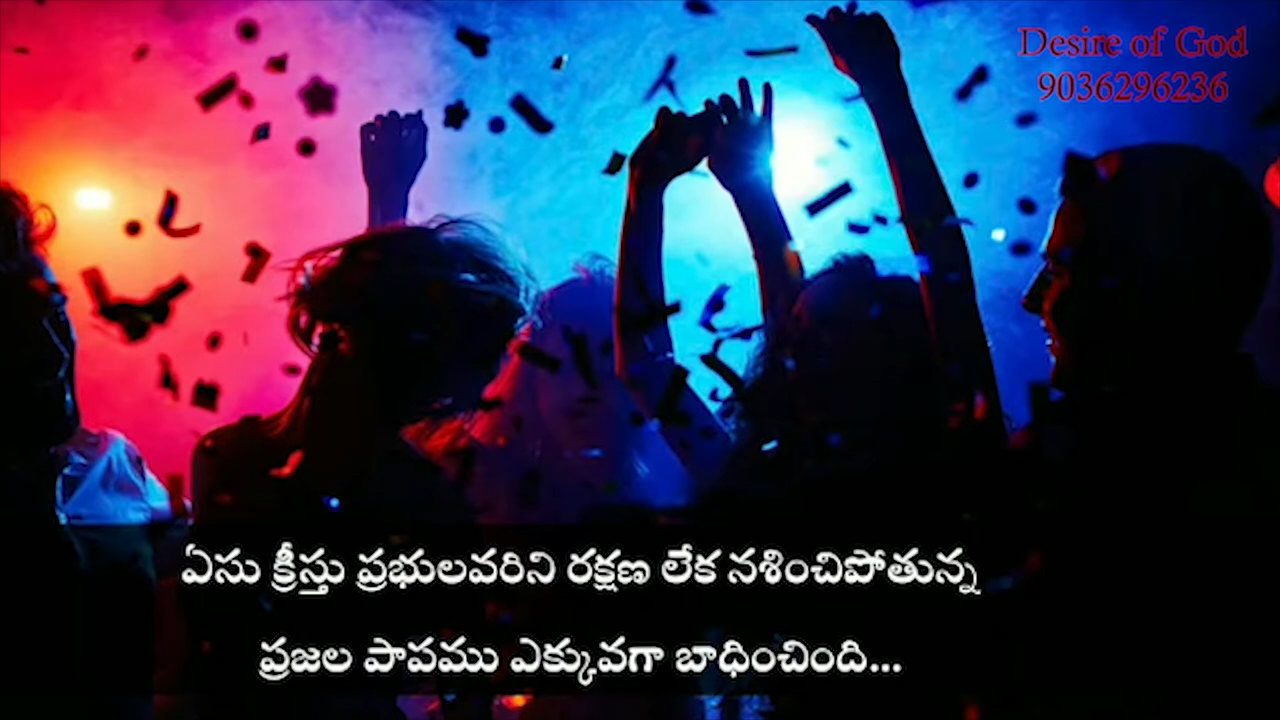 Desire of God
9036296236
ఏసు క్రీస్తు ప్రభులవరిని రక్షణ లేక నశించిపోతున్న
ప్రజల పాపము ఎక్కువగా బాధించింది...